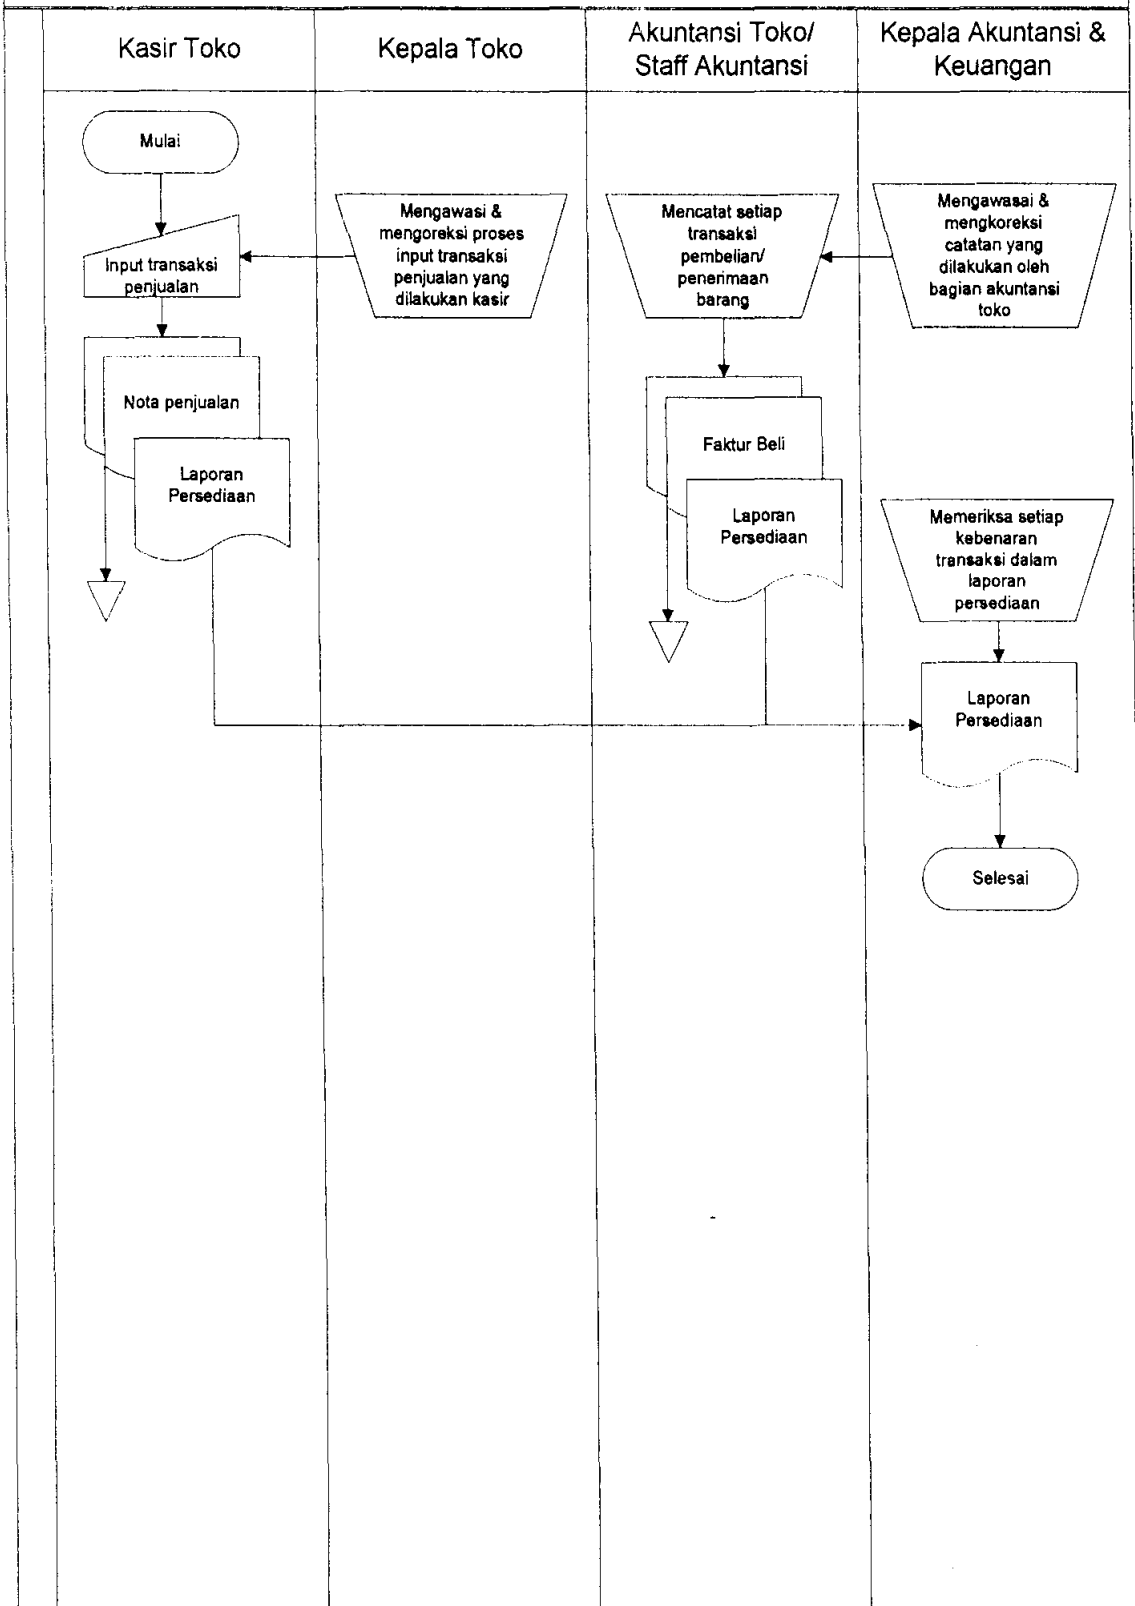 Kasir Toko
Kepala Toko
Akuntansi Toko/
Staff Akuntansi
Kepala Akuntansi &
Keuangan
Mulai
Input transaksi
penjualan
Mengawasi &
mengoreksi proses
input transaksi
penjualan yang
dilakukan kasir
Mencatat setiap
transaksi
pembelian/
penerimaan
barang
Mengawasai &
mengkoreksi
catatan yang
dilakukan oleh
bagian akuntansi
toko
Nota penjualan
Laporan
Persediaan
Faktur Beli
Laporan
Persediaan
Memeriksa setiap
kebenaran
transaksi dalam
laporan
persediaan
Laporan
Persediaan
Selesai